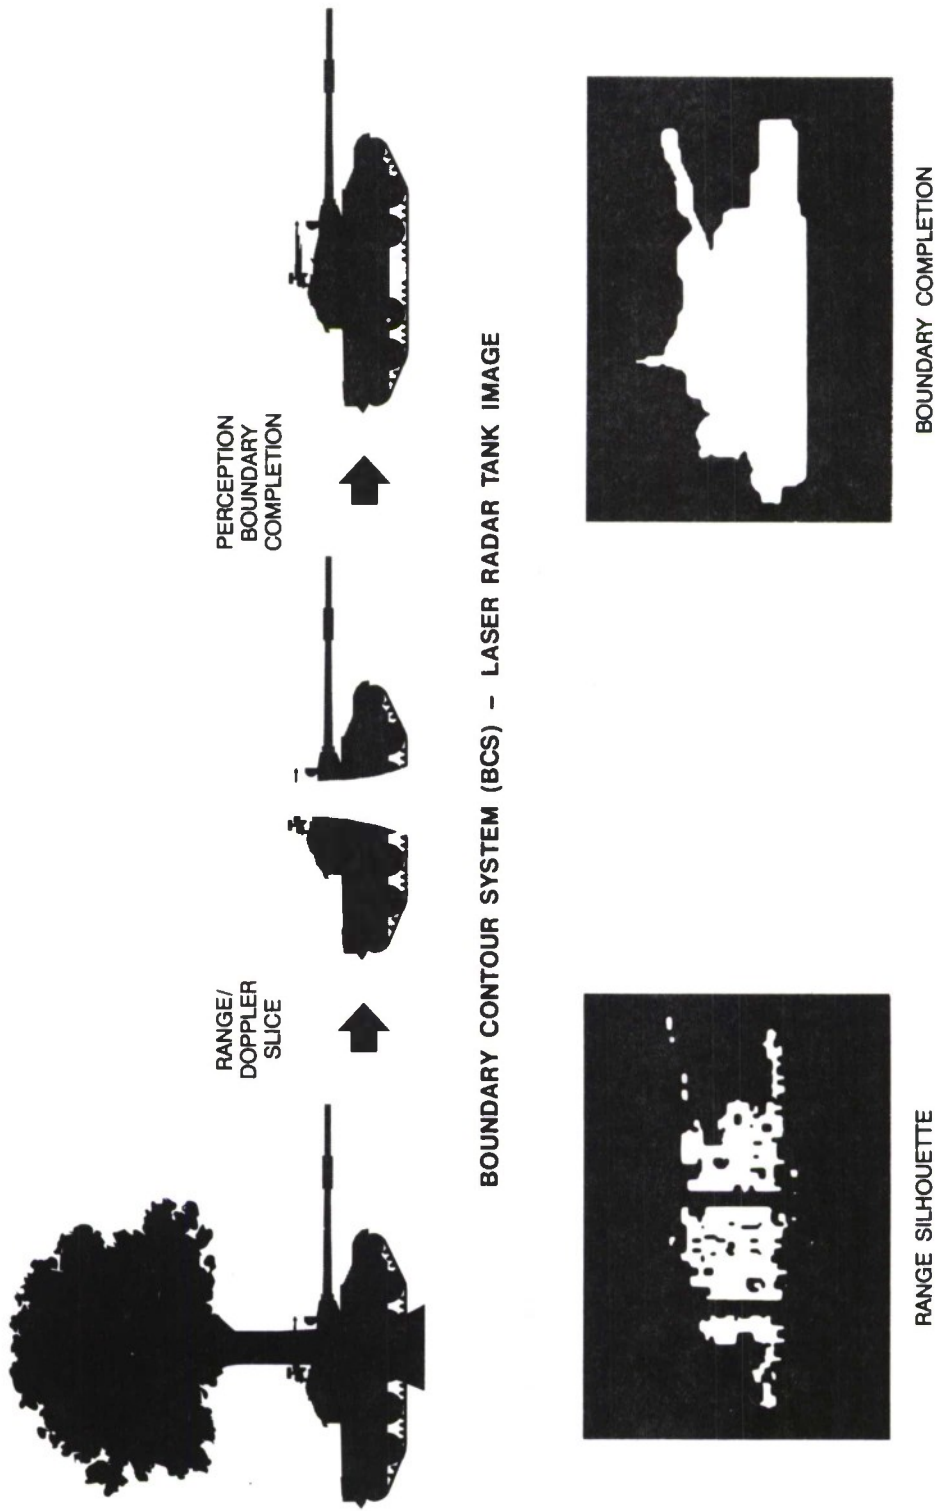 RANGE/
DOPPLER
SLICE
PERCEPTION
BOUNDARY
COMPLETION
BOUNDARY CONTOUR SYSTEM (BCS) – LASER RADAR TANK IMAGE
RANGE SILHOUETTE
BOUNDARY COMPLETION